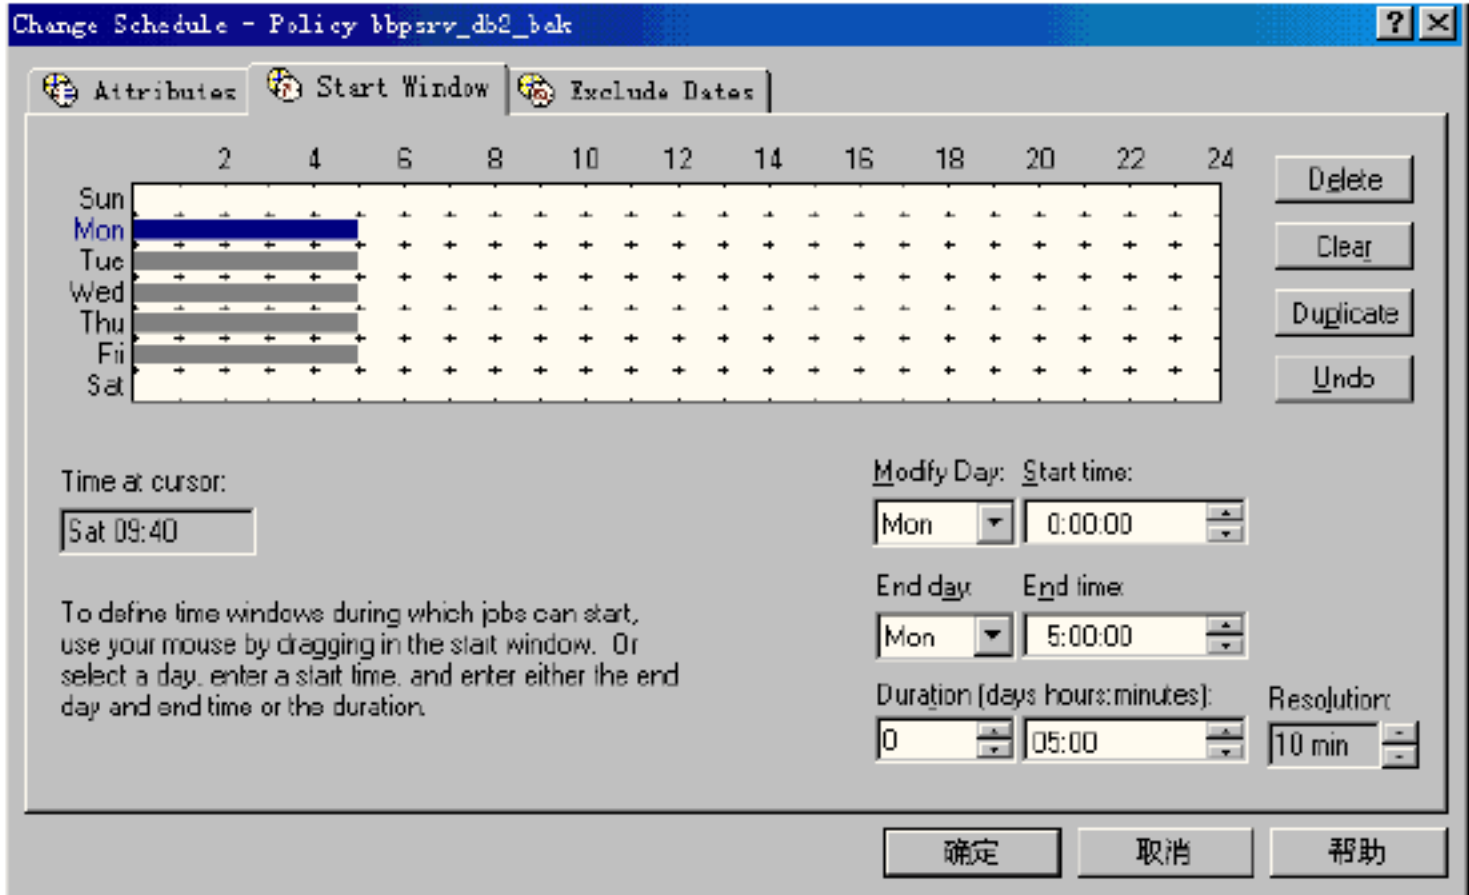 Change Schedule - Policy bbpsrv_db2_bak
Attributes Start Window Exclude Dates
2 4 6 8 10 12 14 16 18 20 22 24
Sun
Mon
Tue
Wed
Thu
Fri
Sat
Delete
Clear
Duplicate
Undo
Time at cursor:
Sat 09:40
To define time windows during which jobs can start,
use your mouse by dragging in the start window. Or
select a day, enter a start time, and enter either the end
day and end time or the duration.
Modify Day: Start time:
Mon 0:00:00
End day: End time:
Mon 5:00:00
Duration (days hours:minutes): Resolution:
0 05:00 10 min
确定 取消 帮助